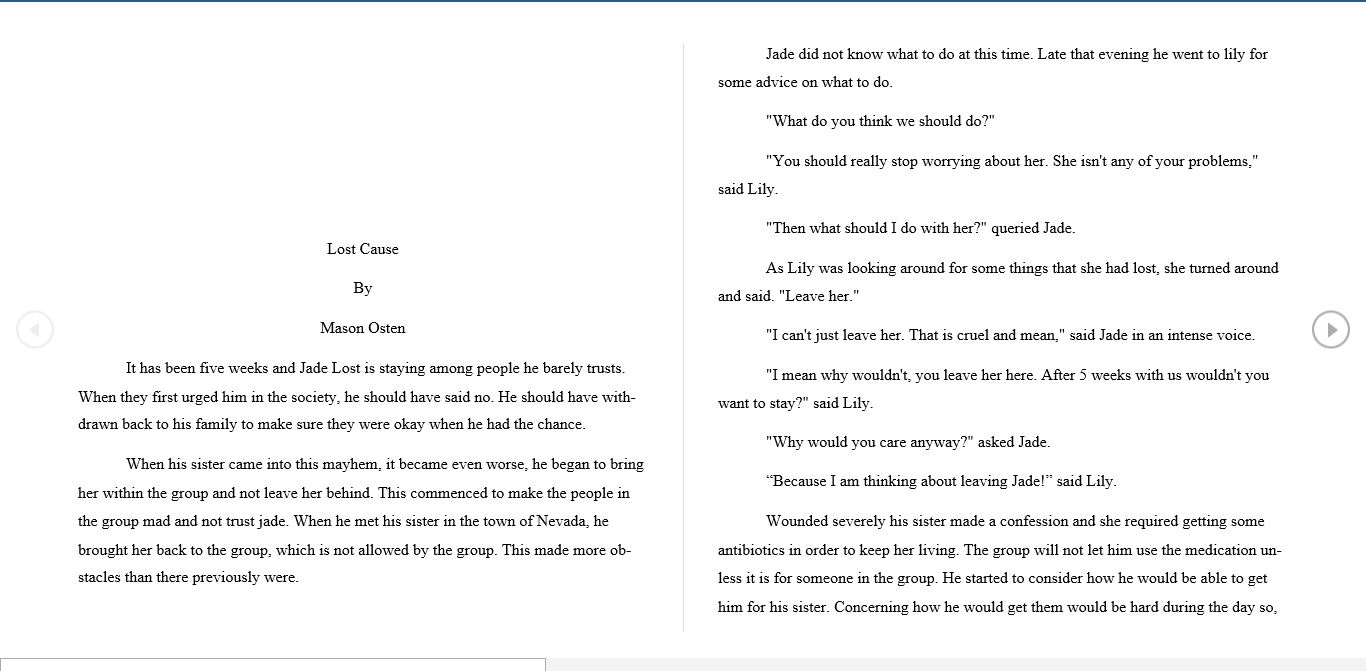 Lost Cause
By
Mason Osten
It has been five weeks and Jade Lost is staying among people he barely trusts.
When they first urged him in the society, he should have said no. He should have with-
drawn back to his family to make sure they were okay when he had the chance.
When his sister came into this mayhem, it became even worse, he began to bring
her within the group and not leave her behind. This commenced to make the people in
the group mad and not trust jade. When he met his sister in the town of Nevada, he
brought her back to the group, which is not allowed by the group. This made more ob-
stacles than there previously were.
Jade did not know what to do at this time. Late that evening he went to lily for
some advice on what to do.
"What do you think we should do?"
"You should really stop worrying about her. She isn't any of your problems,"
said Lily.
"Then what should I do with her?" queried Jade.
As Lily was looking around for some things that she had lost, she turned around
and said. "Leave her."
"I can't just leave her. That is cruel and mean," said Jade in an intense voice.
"I mean why wouldn't, you leave her here. After 5 weeks with us wouldn't you
want to stay?" said Lily.
"Why would you care anyway?" asked Jade.
“Because I am thinking about leaving Jade!” said Lily.
Wounded severely his sister made a confession and she required getting some
antibiotics in order to keep her living. The group will not let him use the medication un-
less it is for someone in the group. He started to consider how he would be able to get
him for his sister. Concerning how he would get them would be hard during the day so,